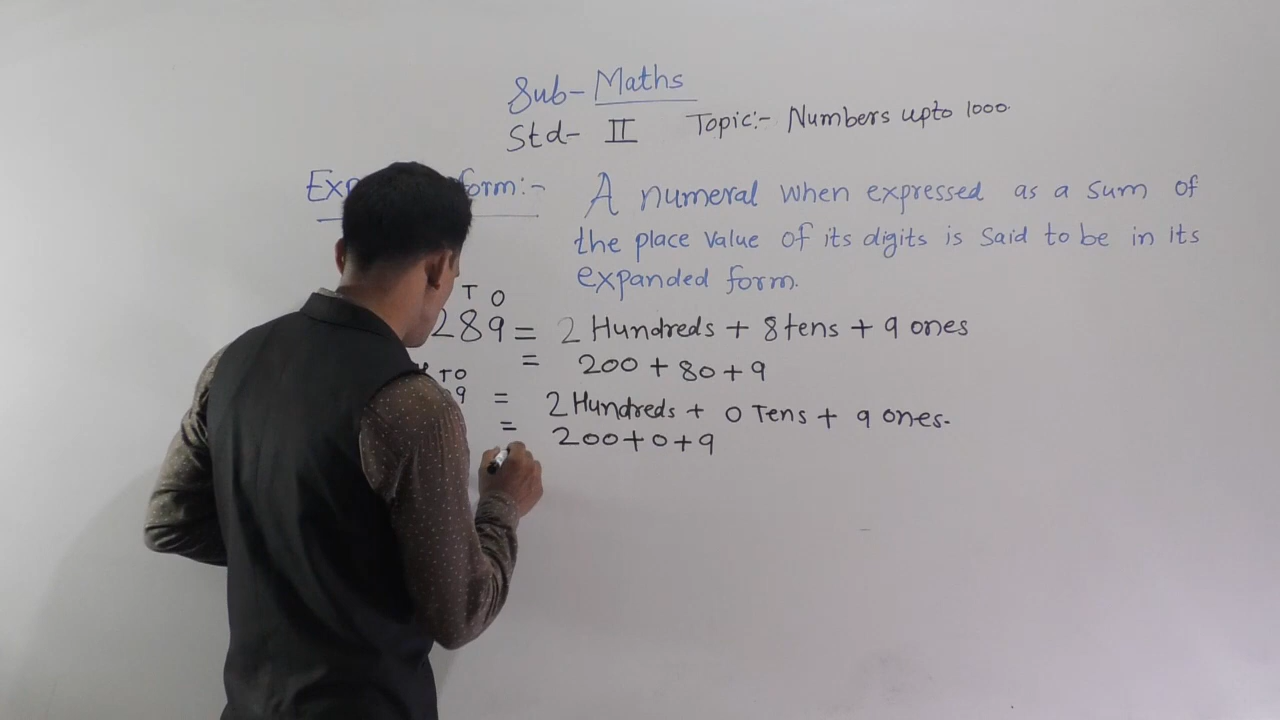 Sub- Maths
Std- II Topic:- Numbers upto 1000.
form:- A numeral when expressed as a sum of
the place value of its digits is said to be in its
expanded form.
T O
289 = 2 Hundreds + 8 tens + 9 ones
= 200 + 80 + 9
T O
9 = 2 Hundreds + 0 Tens + 9 ones.
= 200 + 0 + 9